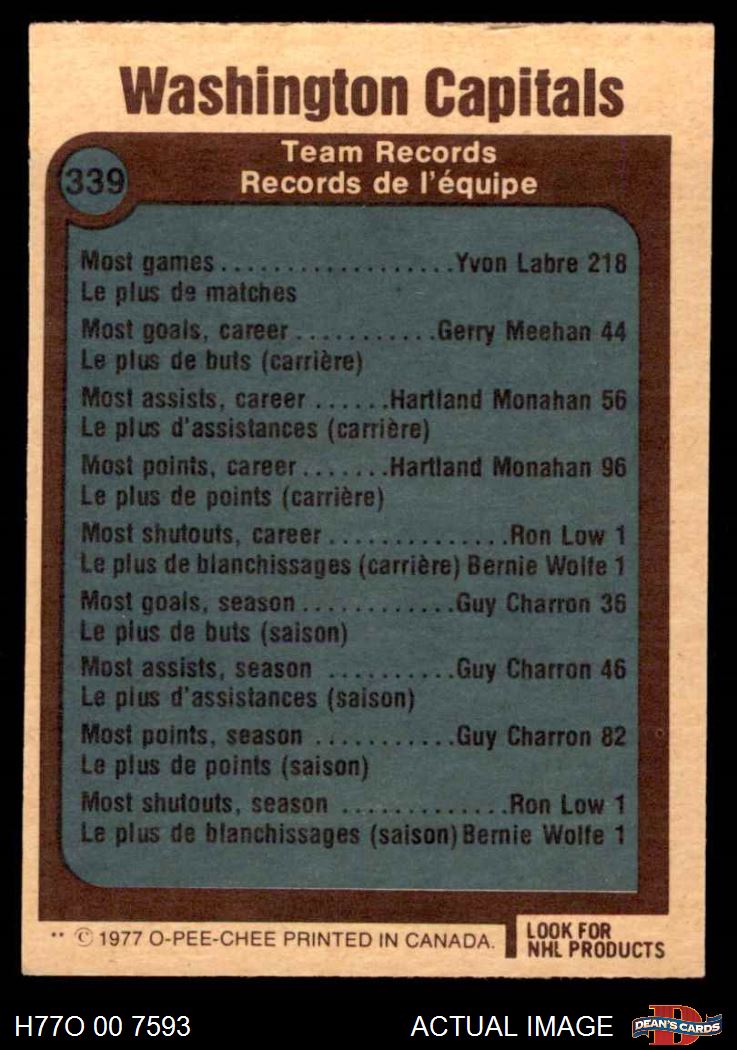 Washington Capitals
339
Team Records
Records de l'équipe
Most games..................Yvon Labre 218
Le plus de matches
Most goals, career...........Gerry Meehan 44
Le plus de buts (carrière)
Most assists, career......Hartland Monahan 56
Le plus d'assistances (carrière)
Most points, career.......Hartland Monahan 96
Le plus de points (carrière)
Most shutouts, career..............Ron Low 1
Le plus de blanchissages (carrière) Bernie Wolfe 1
Most goals, season............Guy Charron 36
Le plus de buts (saison)
Most assists, season ..........Guy Charron 46
Le plus d'assistances (saison)
Most points, season ...........Guy Charron 82
Le plus de points (saison)
Most shutouts, season .............Ron Low 1
Le plus de blanchissages (saison) Bernie Wolfe 1
** © 1977 O-PEE-CHEE PRINTED IN CANADA.
LOOK FOR
NHL PRODUCTS
H77O 00 7593
ACTUAL IMAGE
D
DEAN'S CARDS